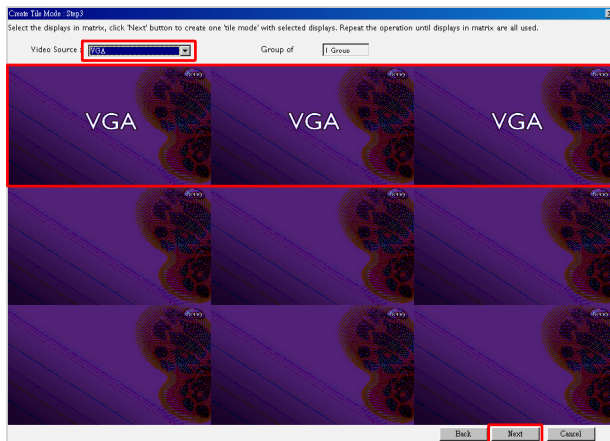 Create Tile Mode : Step3
Select the displays in matrix, click 'Next' button to create one 'tile mode' with selected displays. Repeat the operation until displays in matrix are all used.
Video Source : VGA Group of 1 Group
VGA VGA VGA
Back Next Cancel